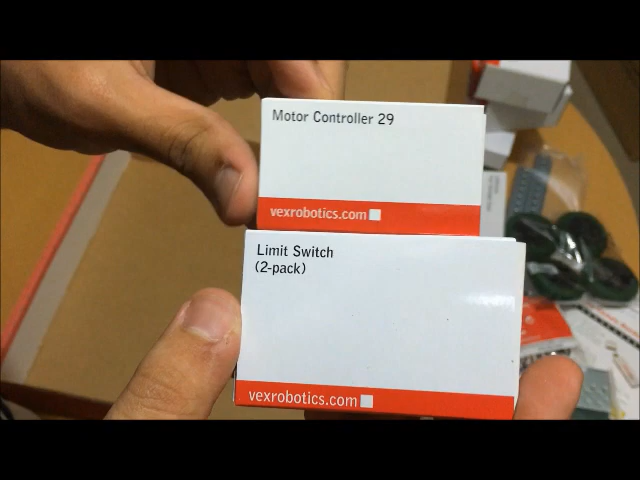 Motor Controller 29
vexrobotics.com
Limit Switch
(2-pack)
vexrobotics.com